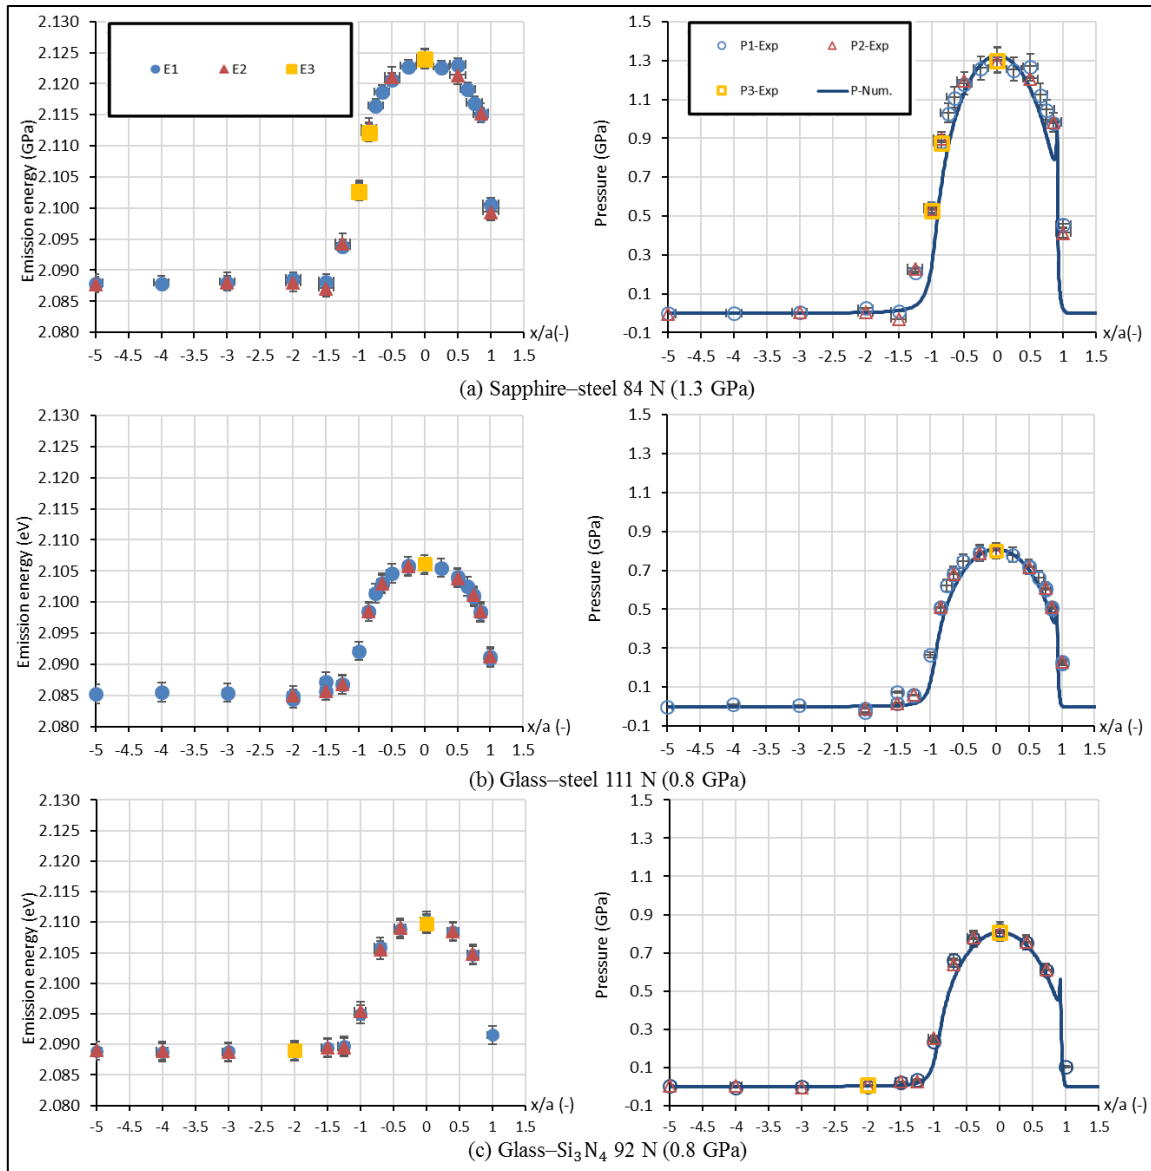 2.130
2.125
2.120
2.115
2.110
2.105
2.100
2.095
2.090
2.085
2.080
Emission energy (GPa)
E1 E2 E3
-5 -4.5 -4 -3.5 -3 -2.5 -2 -1.5 -1 -0.5 0 0.5 1 1.5
x/a(-)
1.5
1.3
1.1
0.9
0.7
0.5
0.3
0.1
-0.1
Pressure (GPa)
P1-Exp P2-Exp
P3-Exp P-Num.
-5 -4.5 -4 -3.5 -3 -2.5 -2 -1.5 -1 -0.5 0 0.5 1 1.5
x/a(-)
(a) Sapphire–steel 84 N (1.3 GPa)
2.130
2.125
2.120
2.115
2.110
2.105
2.100
2.095
2.090
2.085
2.080
Emission energy (eV)
-5 -4.5 -4 -3.5 -3 -2.5 -2 -1.5 -1 -0.5 0 0.5 1 1.5
x/a (-)
1.5
1.3
1.1
0.9
0.7
0.5
0.3
0.1
-0.1
Pressure (GPa)
-5 -4.5 -4 -3.5 -3 -2.5 -2 -1.5 -1 -0.5 0 0.5 1 1.5
x/a (-)
(b) Glass–steel 111 N (0.8 GPa)
2.130
2.125
2.120
2.115
2.110
2.105
2.100
2.095
2.090
2.085
2.080
Emission energy (eV)
-5 -4.5 -4 -3.5 -3 -2.5 -2 -1.5 -1 -0.5 0 0.5 1 1.5
x/a (-)
1.5
1.3
1.1
0.9
0.7
0.5
0.3
0.1
-0.1
Pressure (GPa)
-5 -4.5 -4 -3.5 -3 -2.5 -2 -1.5 -1 -0.5 0 0.5 1 1.5
x/a (-)
(c) Glass–Si₃N₄ 92 N (0.8 GPa)